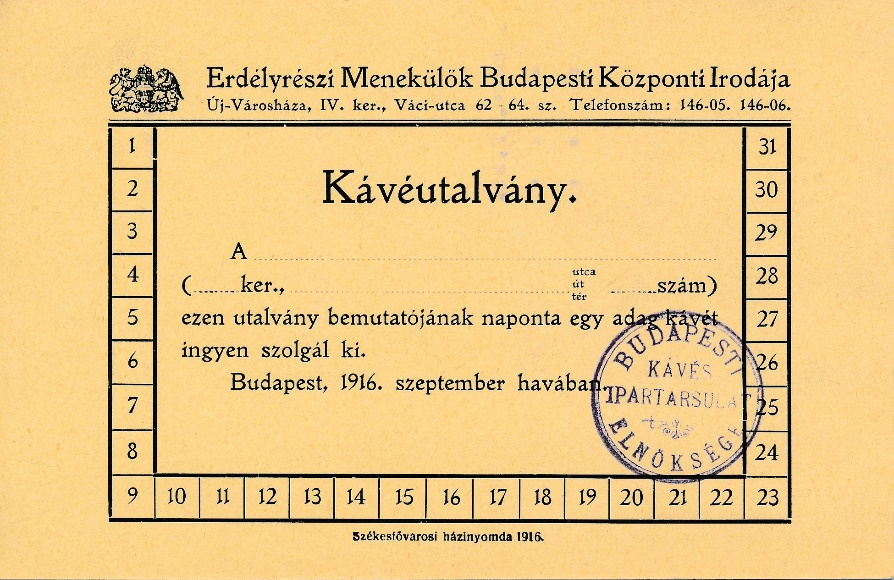 Erdélyrészi Menekülők Budapesti Központi Irodája
Új-Városháza, IV. ker., Váci-utca 62-64. sz. Telefonszám: 146-05. 146-06.
1
2
3
4
5
6
7
8
9 10 11 12 13 14 15 16 17 18 19 20 21 22 23
24
25
26
27
28
29
30
31
Kávéutalvány.
A
(......ker., utca
út
tér ......szám)
ezen utalvány bemutatójának naponta egy adag kávét
ingyen szolgál ki.
Budapest, 1916. szeptember havában.
BUDAPESTI
KÁVÉS
IPARTARSULAT
ELNÖKSÉGE
Székesfővárosi házinyomda 1916.